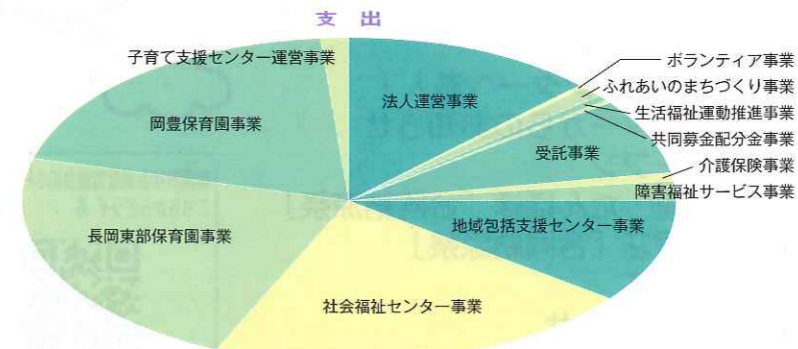 支出
子育て支援センター運営事業
法人運営事業
ボランティア事業
ふれあいのまちづくり事業
生活福祉運動推進事業
共同募金配分金事業
岡豊保育園事業
受託事業
介護保険事業
障害福祉サービス事業
地域包括支援センター事業
長岡東部保育園事業
社会福祉センター事業